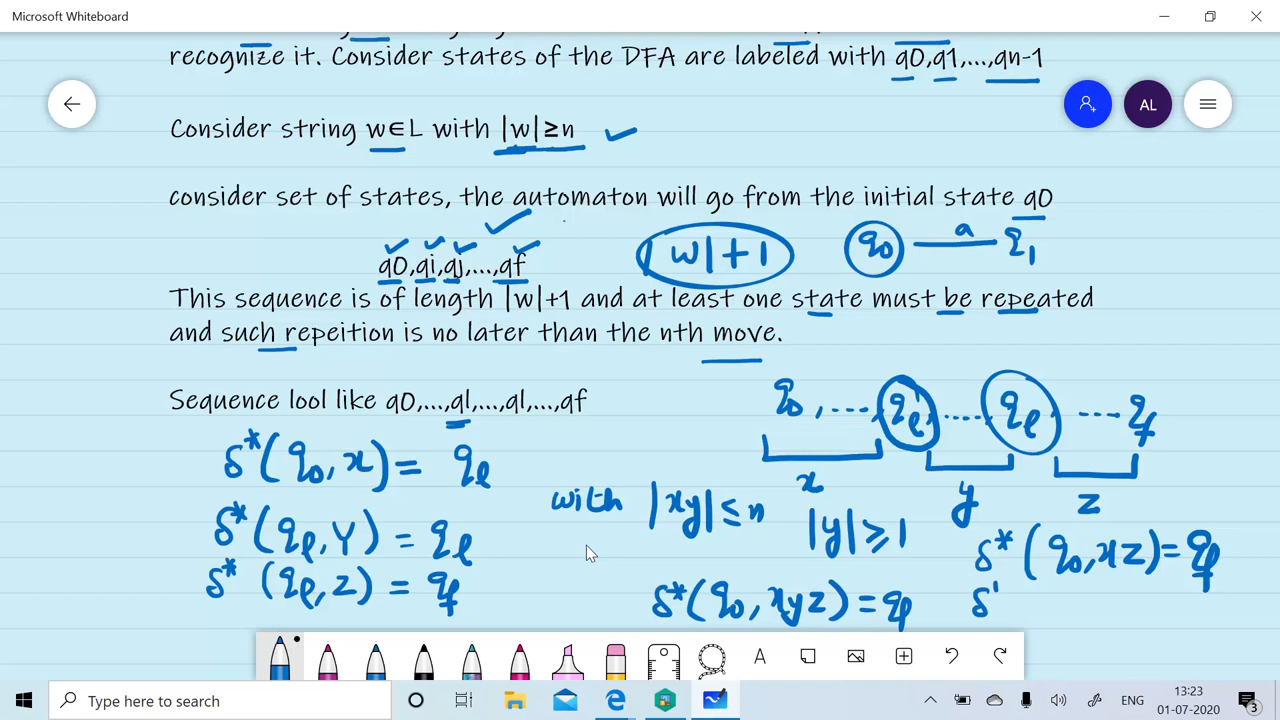 Microsoft Whiteboard
recognize it. Consider states of the DFA are labeled with q0,q1,...,qn-1
AL
Consider string w∈L with |w|≥n
consider set of states, the automaton will go from the initial state q0
q0,qi,qj,...,qf
|w|+1
q0 a q1
This sequence is of length |w|+1 and at least one state must be repeated
and such repeition is no later than the nth move.
Sequence lool like q0,...,ql,...,ql,...,qf
q0, .... qℓ, ..... qℓ .... qf
x y z
δ*(q0,x) = qℓ
with |xy| ≤ n
|y| ≥ 1
δ*(qℓ,Y) = qℓ
δ*(q0,xz) = qf
δ*(qℓ,z) = qf
δ*(q0,xyz) = qf
δ'
A
Type here to search
ENG
13:23
01-07-2020
3